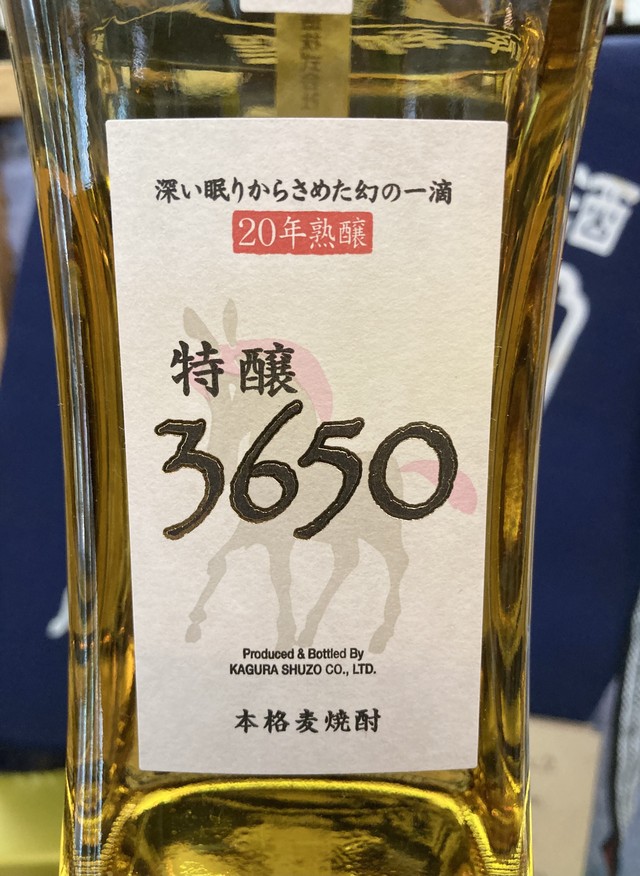 深い眠りからさめた幻の一滴
20年熟醸
特醸
3650
Produced & Bottled By
KAGURA SHUZO CO., LTD.
本格麦焼酎
酒